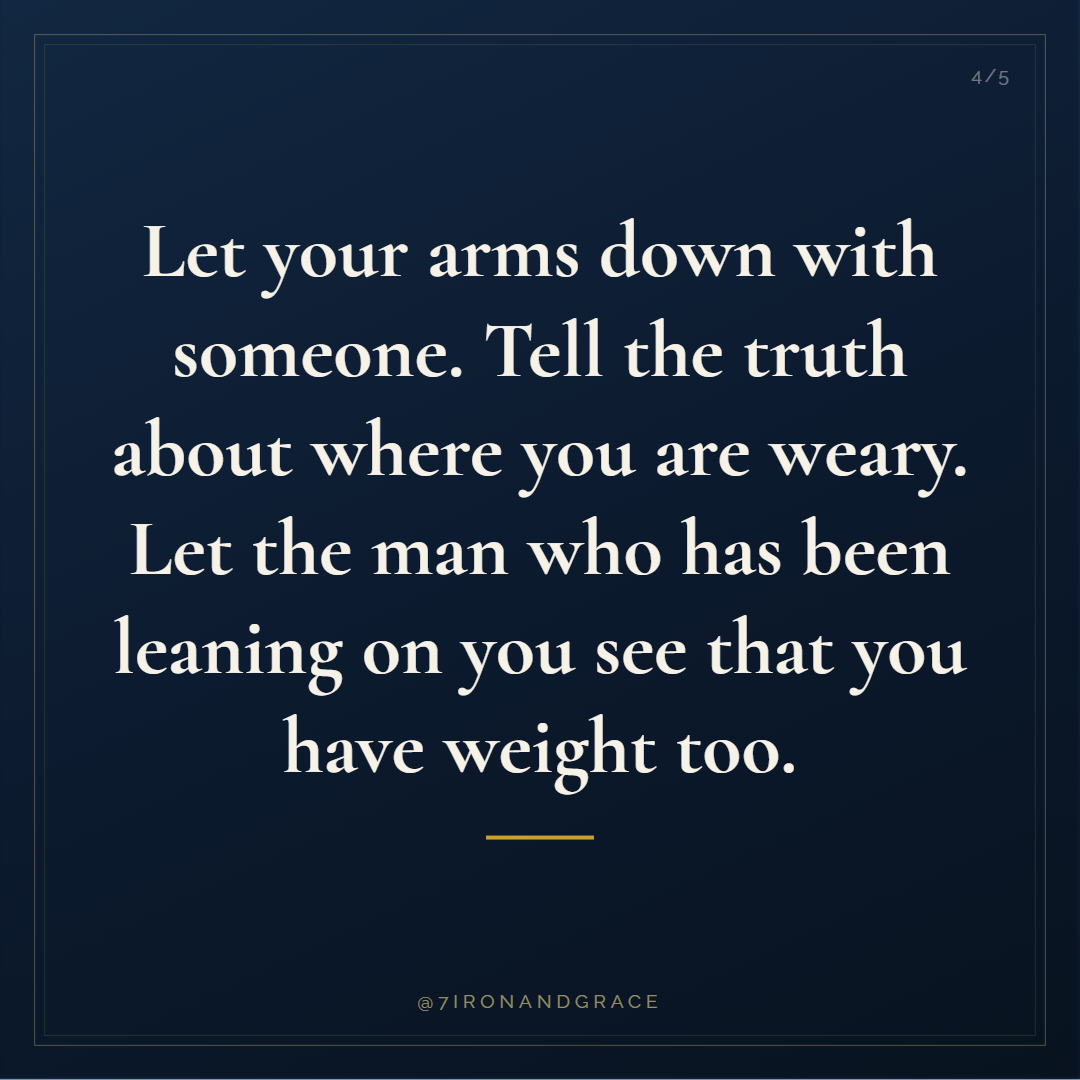 4/5
Let your arms down with
someone. Tell the truth
about where you are weary.
Let the man who has been
leaning on you see that you
have weight too.
@7IRONANDGRACE